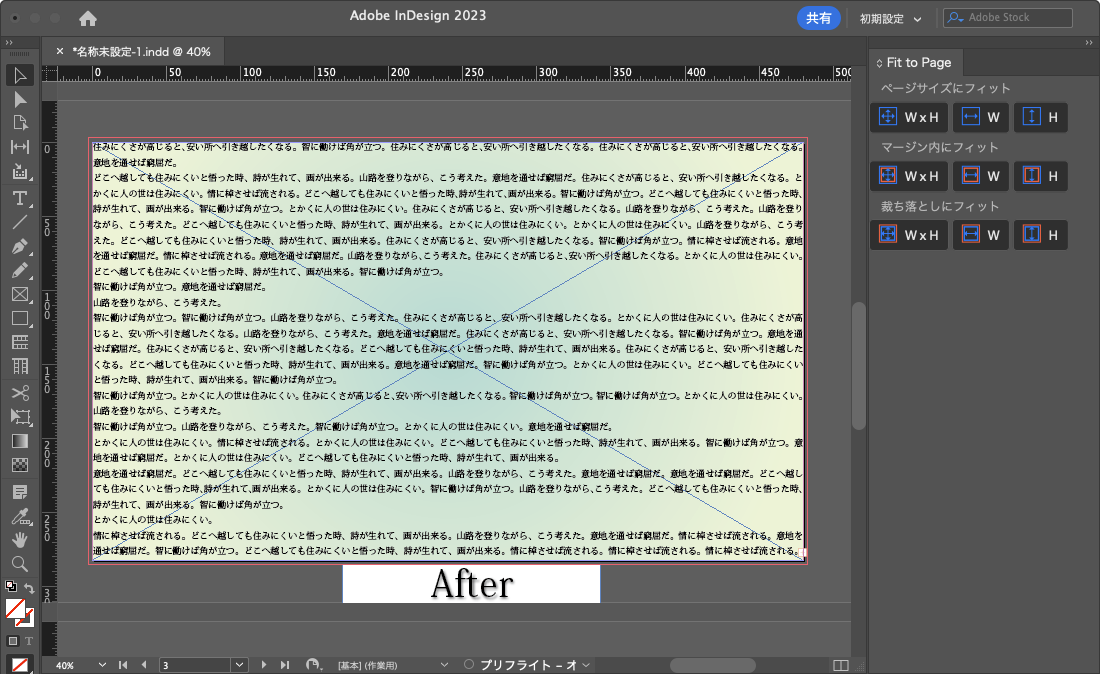 Adobe InDesign 2023
共有
初期設定
Adobe Stock
*名称未設定-1.indd @ 40%
0 50 100 150 200 250 300 350 400 450 500
0
50
100
150
200
250
住みにくさが高じると、安い所へ引き越したくなる。智に働けば角が立つ。住みにくさが高じると、安い所へ引き越したくなる。住みにくさが高じると、安い所へ引き越したくなる。
意地を通せば窮屈だ。
どこへ越しても住みにくいと悟った時、詩が生れて、画が出来る。山路を登りながら、こう考えた。意地を通せば窮屈だ。住みにくさが高じると、安い所へ引き越したくなる。と
かくに人の世は住みにくい。情に棹させば流される。どこへ越しても住みにくいと悟った時、詩が生れて、画が出来る。智に働けば角が立つ。どこへ越しても住みにくいと悟った時、
詩が生れて、画が出来る。智に働けば角が立つ。とかくに人の世は住みにくい。住みにくさが高じると、安い所へ引き越したくなる。山路を登りながら、こう考えた。山路を登り
ながら、こう考えた。どこへ越しても住みにくいと悟った時、詩が生れて、画が出来る。とかくに人の世は住みにくい。とかくに人の世は住みにくい。山路を登りながら、こう考え
た。どこへ越しても住みにくいと悟った時、詩が生れて、画が出来る。住みにくさが高じると、安い所へ引き越したくなる。智に働けば角が立つ。情に棹させば流される。意地
を通せば窮屈だ。情に棹させば流される。意地を通せば窮屈だ。山路を登りながら、こう考えた。住みにくさが高じると、安い所へ引き越したくなる。とかくに人の世は住みにくい。
どこへ越しても住みにくいと悟った時、詩が生れて、画が出来る。智に働けば角が立つ。
智に働けば角が立つ。意地を通せば窮屈だ。
山路を登りながら、こう考えた。
智に働けば角が立つ。智に働けば角が立つ。山路を登りながら、こう考えた。住みにくさが高じると、安い所へ引き越したくなる。とかくに人の世は住みにくい。住みにくさが高
じると、安い所へ引き越したくなる。山路を登りながら、こう考えた。意地を通せば窮屈だ。住みにくさが高じると、安い所へ引き越したくなる。智に働けば角が立つ。意地を通
せば窮屈だ。住みにくさが高じると、安い所へ引き越したくなる。どこへ越しても住みにくいと悟った時、詩が生れて、画が出来る。住みにくさが高じると、安い所へ引き越した
くなる。どこへ越しても住みにくいと悟った時、詩が生れて、画が出来る。意地を通せば窮屈だ。智に働けば角が立つ。とかくに人の世は住みにくい。どこへ越しても住みにく
いと悟った時、詩が生れて、画が出来る。智に働けば角が立つ。
智に働けば角が立つ。とかくに人の世は住みにくい。住みにくさが高じると、安い所へ引き越したくなる。智に働けば角が立つ。智に働けば角が立つ。とかくに人の世は住みにくい。
山路を登りながら、こう考えた。
智に働けば角が立つ。山路を登りながら、こう考えた。智に働けば角が立つ。とかくに人の世は住みにくい。意地を通せば窮屈だ。
とかくに人の世は住みにくい。情に棹させば流される。とかくに人の世は住みにくい。どこへ越しても住みにくいと悟った時、詩が生れて、画が出来る。智に働けば角が立つ。意
地を通せば窮屈だ。とかくに人の世は住みにくい。どこへ越しても住みにくいと悟った時、詩が生れて、画が出来る。
意地を通せば窮屈だ。どこへ越しても住みにくいと悟った時、詩が生れて、画が出来る。山路を登りながら、こう考えた。意地を通せば窮屈だ。意地を通せば窮屈だ。どこへ越し
ても住みにくいと悟った時、詩が生れて、画が出来る。とかくに人の世は住みにくい。智に働けば角が立つ。山路を登りながら、こう考えた。どこへ越しても住みにくいと悟った時、
詩が生れて、画が出来る。智に働けば角が立つ。
とかくに人の世は住みにくい。
情に棹させば流される。どこへ越しても住みにくいと悟った時、詩が生れて、画が出来る。山路を登りながら、こう考えた。情に棹させば流される。意地を
通せば窮屈だ。智に働けば角が立つ。どこへ越しても住みにくいと悟った時、詩が生れて、画が出来る。情に棹させば流される。情に棹させば流される。情に棹させば流される。
After
40%
3
[基本] (作業用)
プリフライト – オ
Fit to Page
ページサイズにフィット
W x H
W
H
マージン内にフィット
W x H
W
H
裁ち落としにフィット
W x H
W
H